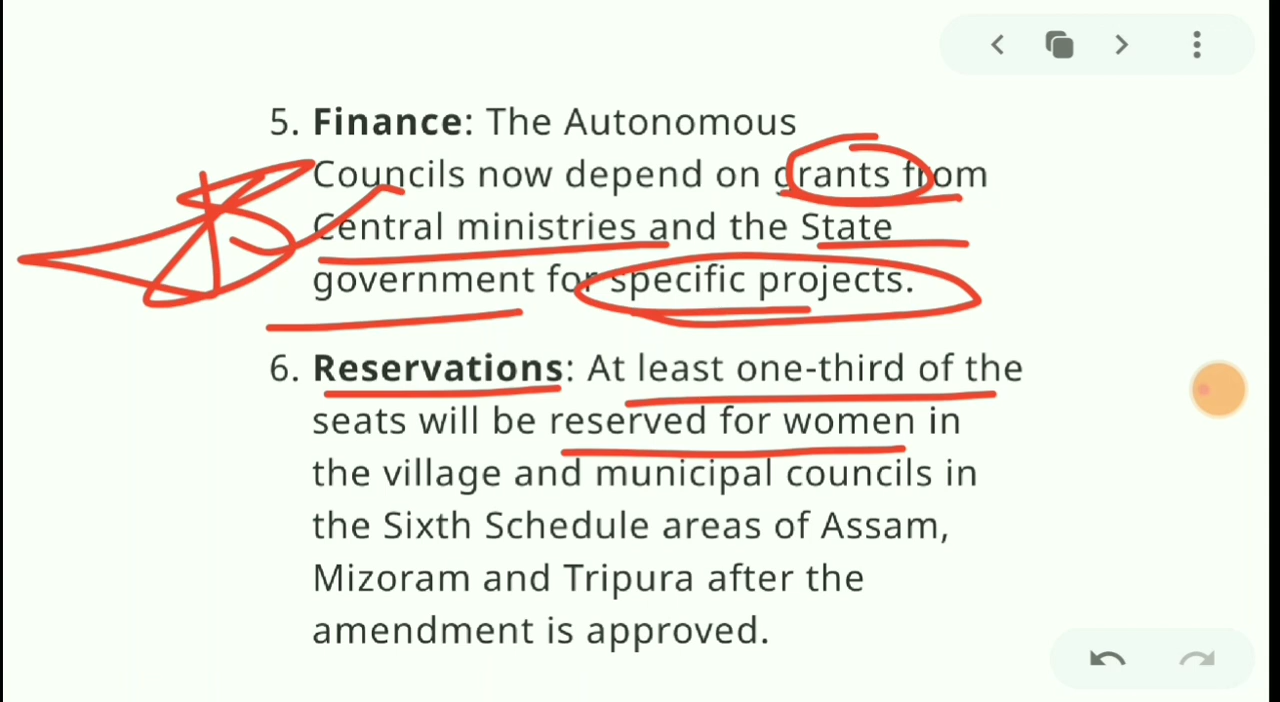 5. Finance: The Autonomous
Councils now depend on grants from
Central ministries and the State
government for specific projects.
6. Reservations: At least one-third of the
seats will be reserved for women in
the village and municipal councils in
the Sixth Schedule areas of Assam,
Mizoram and Tripura after the
amendment is approved.